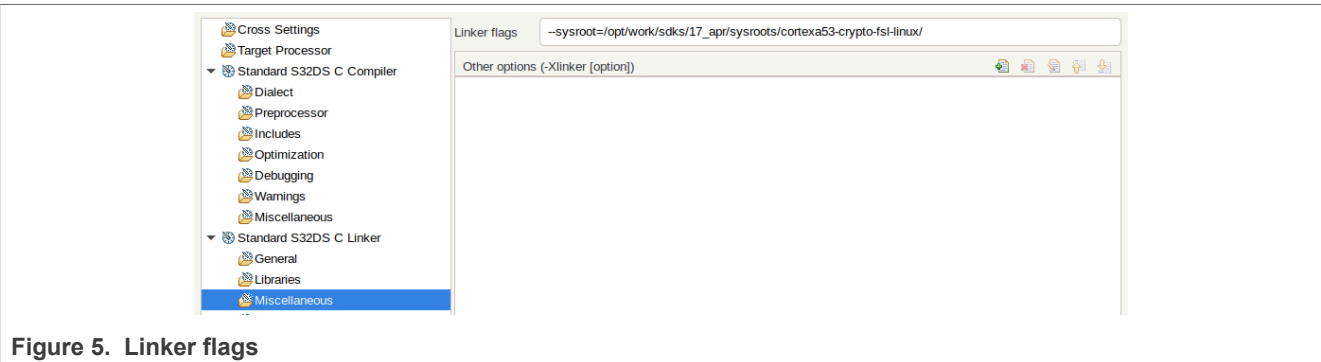 Cross Settings
Target Processor
Standard S32DS C Compiler
Dialect
Preprocessor
Includes
Optimization
Debugging
Warnings
Miscellaneous
Standard S32DS C Linker
General
Libraries
Miscellaneous
Linker flags --sysroot=/opt/work/sdks/17_apr/sysroots/cortexa53-crypto-fsl-linux/
Other options (-Xlinker [option])
Figure 5. Linker flags